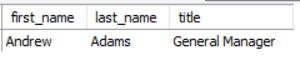 first_name last_name title
Andrew Adams General Manager